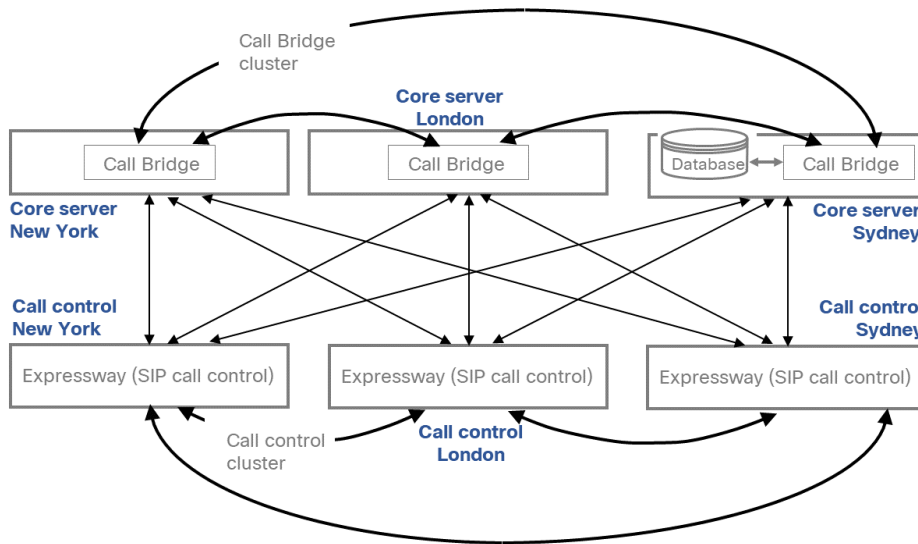 Call Bridge
cluster
Core server
London
Call Bridge
Call Bridge
Database
Call Bridge
Core server
New York
Core server
Sydney
Call control
New York
Call control
Sydney
Expressway (SIP call control)
Expressway (SIP call control)
Expressway (SIP call control)
Call control
cluster
Call control
London